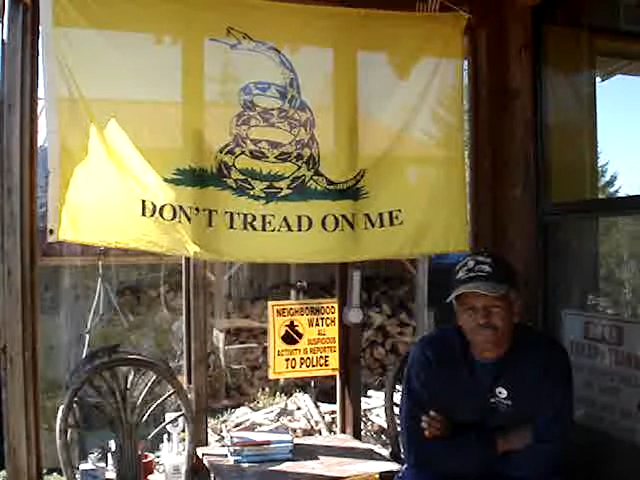 DON'T TREAD ON ME
NEIGHBORHOOD
WATCH
ALL
SUSPICIOUS
ACTIVITY IS REPORTED
TO POLICE